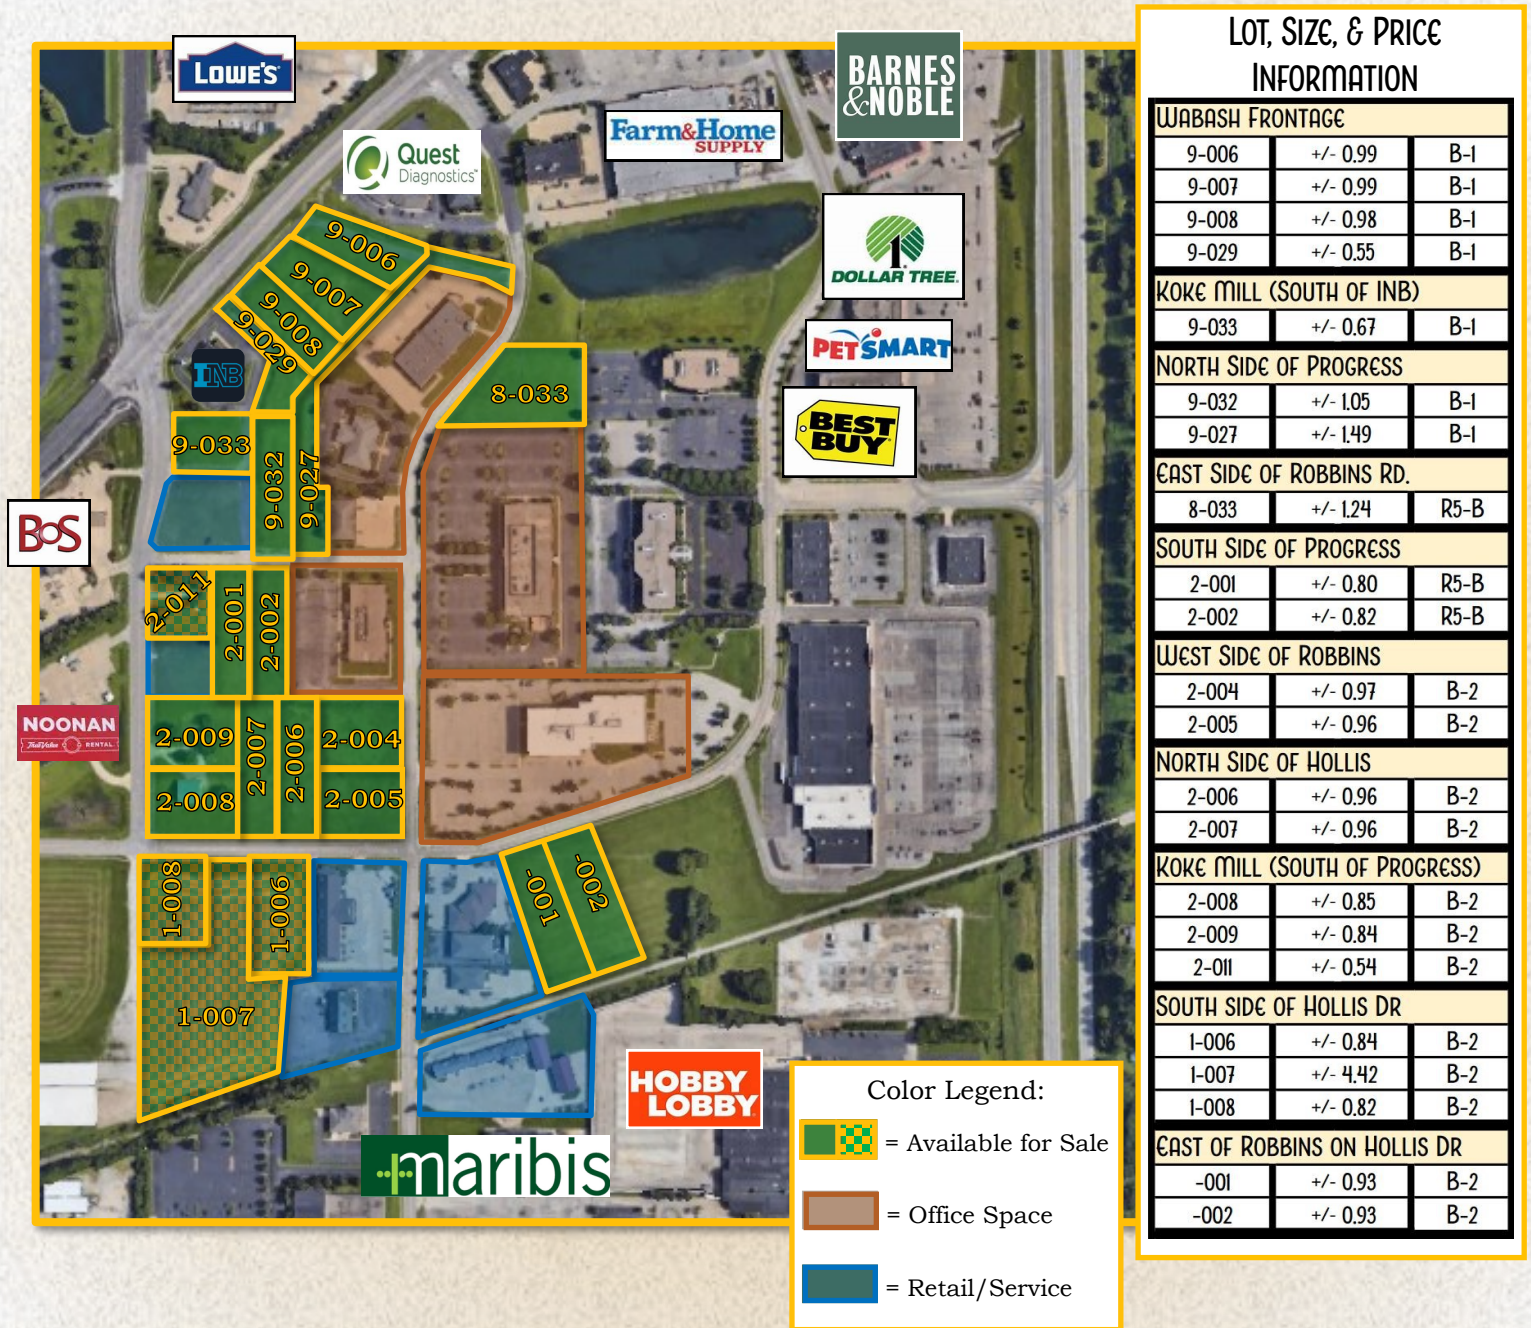 LOWE'S
BARNES
&NOBLE
Farm&Home
SUPPLY
Quest
Diagnostics
DOLLAR TREE
PETSMART
BEST
BUY
INB
BOS
NOONAN
True Value
RENTAL
HOBBY
LOBBY
maribis
9-006
9-007
9-008
9-029
8-033
9-033
9-032
9-027
2-011
2-001
2-002
2-009
2-007
2-006
2-004
2-008
2-005
1-008
1-006
-001
-002
1-007
Color Legend:
= Available for Sale
= Office Space
= Retail/Service
LOT, SIZE, & PRICE
INFORMATION
WABASH FRONTAGE
9-006 +/- 0.99 B-1
9-007 +/- 0.99 B-1
9-008 +/- 0.98 B-1
9-029 +/- 0.55 B-1
KOKE MILL (SOUTH OF INB)
9-033 +/- 0.67 B-1
NORTH SIDE OF PROGRESS
9-032 +/- 1.05 B-1
9-027 +/- 1.49 B-1
EAST SIDE OF ROBBINS RD.
8-033 +/- 1.24 R5-B
SOUTH SIDE OF PROGRESS
2-001 +/- 0.80 R5-B
2-002 +/- 0.82 R5-B
WEST SIDE OF ROBBINS
2-004 +/- 0.97 B-2
2-005 +/- 0.96 B-2
NORTH SIDE OF HOLLIS
2-006 +/- 0.96 B-2
2-007 +/- 0.96 B-2
KOKE MILL (SOUTH OF PROGRESS)
2-008 +/- 0.85 B-2
2-009 +/- 0.84 B-2
2-011 +/- 0.54 B-2
SOUTH SIDE OF HOLLIS DR
1-006 +/- 0.84 B-2
1-007 +/- 4.42 B-2
1-008 +/- 0.82 B-2
EAST OF ROBBINS ON HOLLIS DR
-001 +/- 0.93 B-2
-002 +/- 0.93 B-2